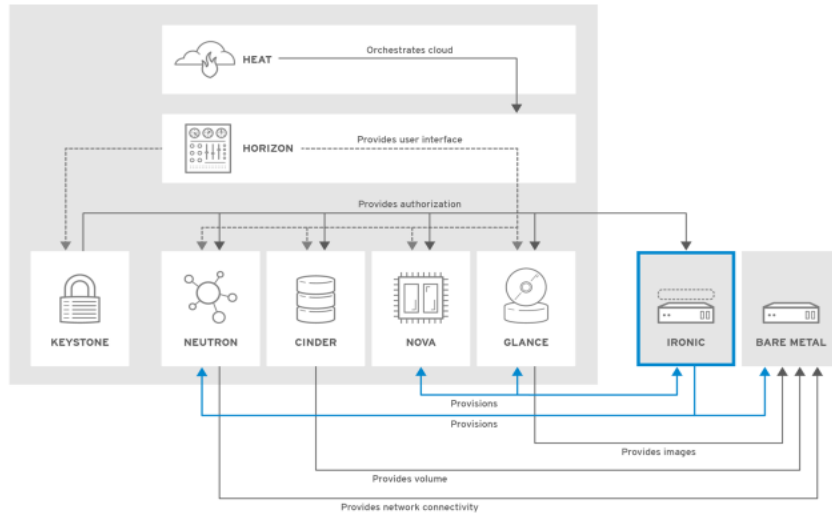 HEAT
Orchestrates cloud
HORIZON
Provides user interface
Provides authorization
KEYSTONE
NEUTRON
CINDER
NOVA
GLANCE
IRONIC
BARE METAL
Provisions
Provisions
Provides images
Provides volume
Provides network connectivity